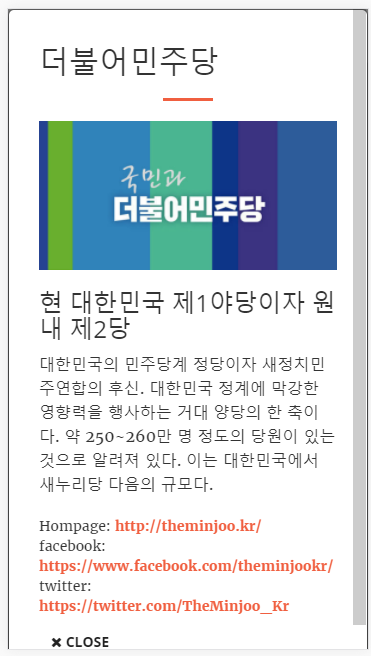 더불어민주당
국민과
더불어민주당
현 대한민국 제1야당이자 원
내 제2당
대한민국의 민주당계 정당이자 새정치민
주연합의 후신. 대한민국 정계에 막강한
영향력을 행사하는 거대 양당의 한 축이
다. 약 250~260만 명 정도의 당원이 있는
것으로 알려져 있다. 이는 대한민국에서
새누리당 다음의 규모다.
Hompage: http://theminjoo.kr/
facebook:
https://www.facebook.com/theminjookr/
twitter:
https://twitter.com/TheMinjoo_Kr
✖ CLOSE